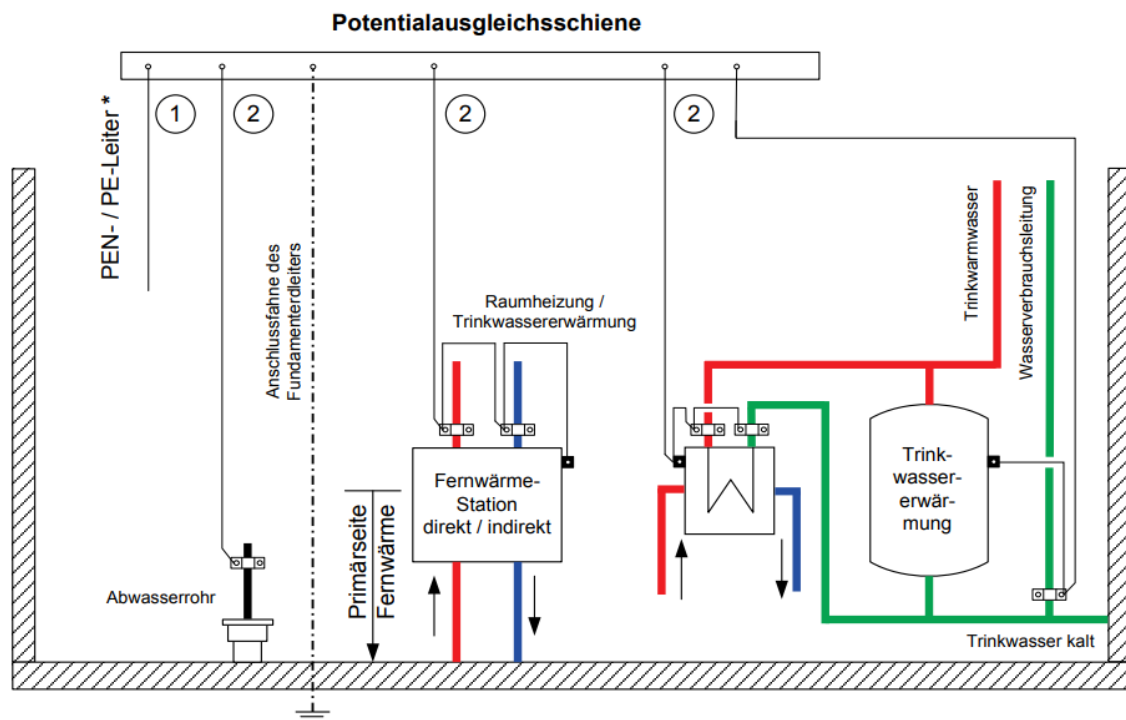 Potentialausgleichsschiene
1
2
2
2
PEN- / PE-Leiter *
Anschlussfahne des
Fundamenterdleiters
Raumheizung /
Trinkwassererwärmung
Trinkwarmwasser
Wasserverbrauchsleitung
Fernwärme-
Station
direkt / indirekt
Trink-
wasser-
erwär-
mung
Primärseite
Fernwärme
Abwasserrohr
Trinkwasser kalt